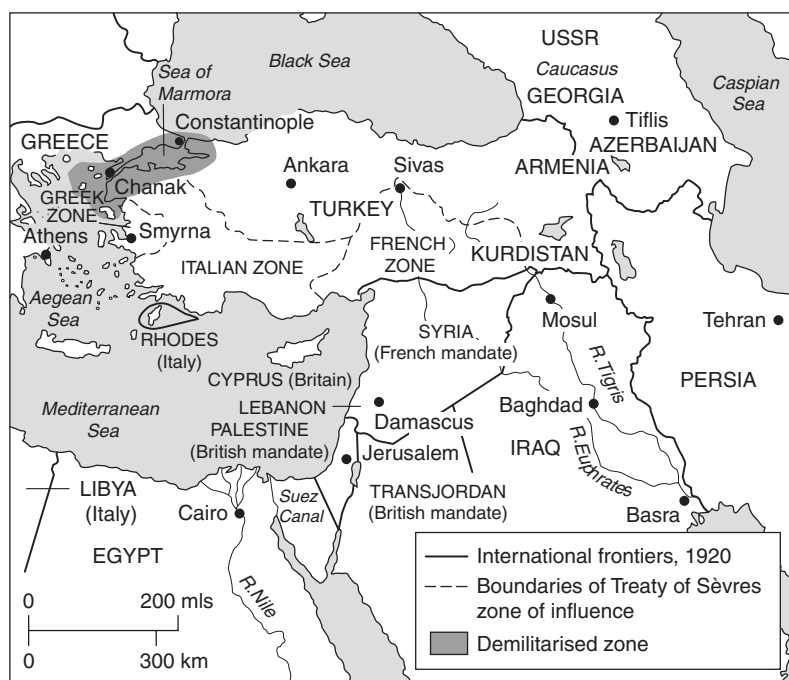 USSR
Black Sea
Caucasus
Caspian
Sea
Sea of
Marmora
GEORGIA
Tiflis
Constantinople
GREECE
AZERBAIJAN
Ankara
Sivas
ARMENIA
Chanak
GREEK
ZONE
TURKEY
Athens
Smyrna
FRENCH
ZONE
KURDISTAN
ITALIAN ZONE
Aegean
Sea
Mosul
RHODES
(Italy)
SYRIA
(French mandate)
Tehran
CYPRUS (Britain)
R.Tigris
PERSIA
Mediterranean
Sea
LEBANON
PALESTINE
(British mandate)
Damascus
Baghdad
IRAQ
R.Euphrates
Jerusalem
LIBYA
(Italy)
Suez
Canal
TRANSJORDAN
(British mandate)
Cairo
Basra
EGYPT
R.Nile
International frontiers, 1920
Boundaries of Treaty of Sèvres
zone of influence
Demilitarised zone
0 200 mls
0 300 km